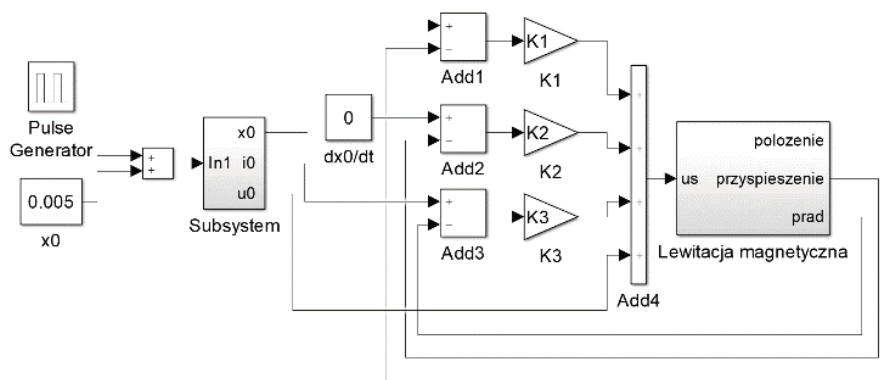 Pulse
Generator
+
+
0.005
x0
In1
x0
i0
u0
Subsystem
0
dx0/dt
+
−
Add1
K1
K1
+
−
Add2
K2
K2
+
−
Add3
K3
K3
+
+
+
+
Add4
us
polozenie
przyspieszenie
prad
Lewitacja magnetyczna